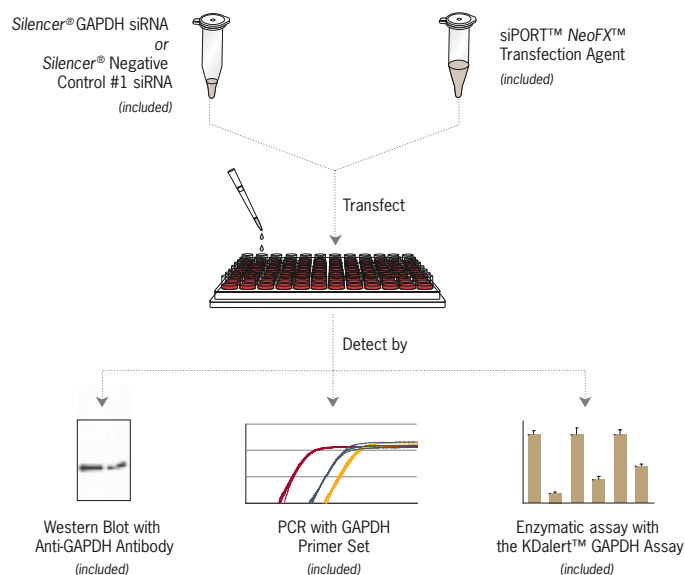 Silencer® GAPDH siRNA
or
Silencer® Negative
Control #1 siRNA
(included)
siPORT™ NeoFX™
Transfection Agent
(included)
Transfect
Detect by
Western Blot with
Anti-GAPDH Antibody
(included)
PCR with GAPDH
Primer Set
(included)
Enzymatic assay with
the KDalert™ GAPDH Assay
(included)